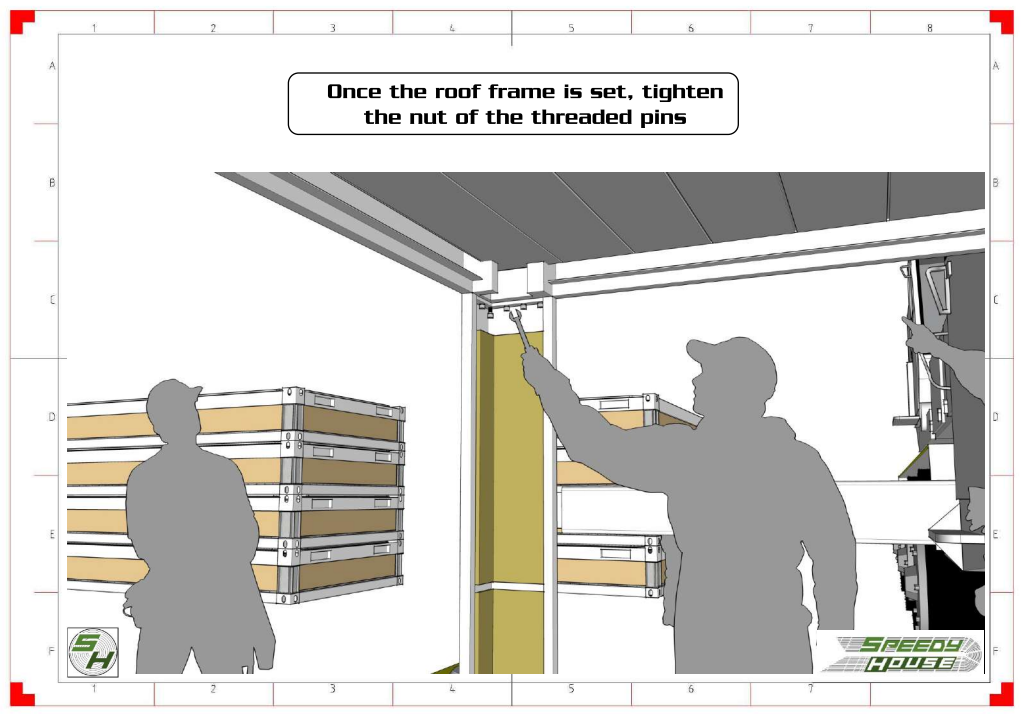 1 2 3 4 5 6 7 8
A A
Once the roof frame is set, tighten
the nut of the threaded pins
B B
C C
D D
E E
F F
SH
SPEEDY
HOUSE
1 2 3 4 5 6 7